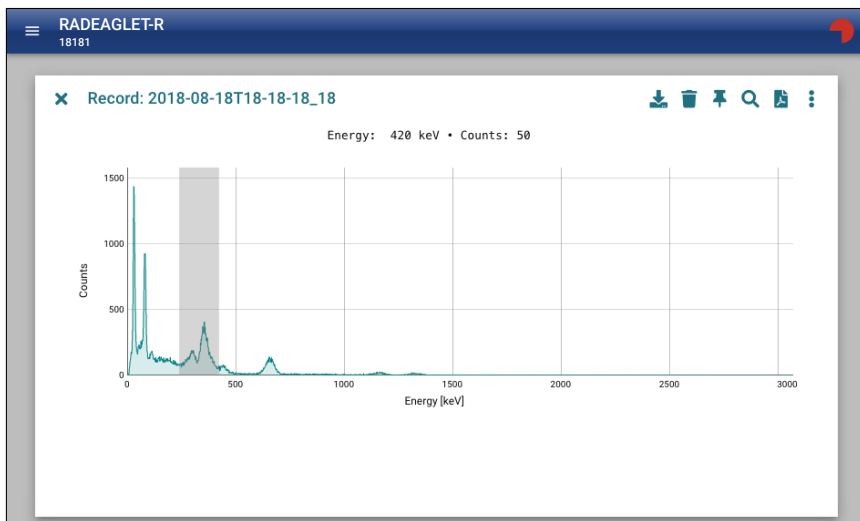 RADEAGLET-R
18181
Record: 2018-08-18T18-18-18_18
Energy:  420 keV • Counts: 50
1500
1000
500
0
Counts
0 500 1000 1500 2000 2500 3000
Energy [keV]